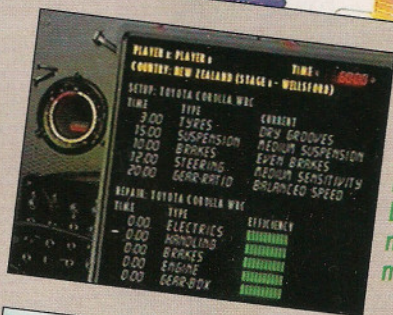 PLAYER 1: PLAYER 1 TIME: 60.00
COUNTRY: NEW ZEALAND (STAGE 1 - WELLSFORD)
SETUP: TOYOTA COROLLA WRC
TIME TYPE CURRENT
3.00 TYRES DRY GROOVES
15.00 SUSPENSION MEDIUM SUSPENSION
10.00 BRAKES EVEN BRAKES
12.00 STEERING MEDIUM SENSITIVITY
20.00 GEAR-RATIO BALANCED SPEED
REPAIR: TOYOTA COROLLA WRC
TIME TYPE EFFICIENCY
0.00 ELECTRICS
0.00 HANDLING
0.00 BRAKES
0.00 ENGINE
0.00 GEAR-BOX